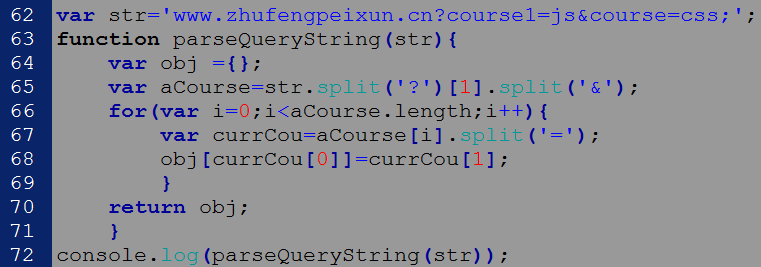 62 var str='www.zhufengpeixun.cn?course1=js&course=css;';
63 function parseQueryString(str){
64     var obj ={};
65     var aCourse=str.split('?')[1].split('&');
66     for(var i=0;i<aCourse.length;i++){
67         var currCou=aCourse[i].split('=');
68         obj[currCou[0]]=currCou[1];
69         }
70     return obj;
71     }
72 console.log(parseQueryString(str));